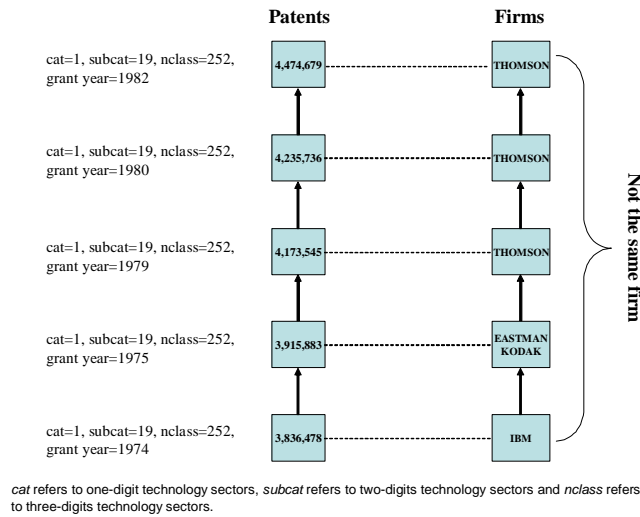 Patents
Firms
cat=1, subcat=19, nclass=252,
grant year=1982
4,474,679
THOMSON
cat=1, subcat=19, nclass=252,
grant year=1980
4,235,736
THOMSON
cat=1, subcat=19, nclass=252,
grant year=1979
4,173,545
THOMSON
cat=1, subcat=19, nclass=252,
grant year=1975
3,915,883
EASTMAN
KODAK
cat=1, subcat=19, nclass=252,
grant year=1974
3,836,478
IBM
Not the same firm
cat refers to one-digit technology sectors, subcat refers to two-digits technology sectors and nclass refers
to three-digits technology sectors.